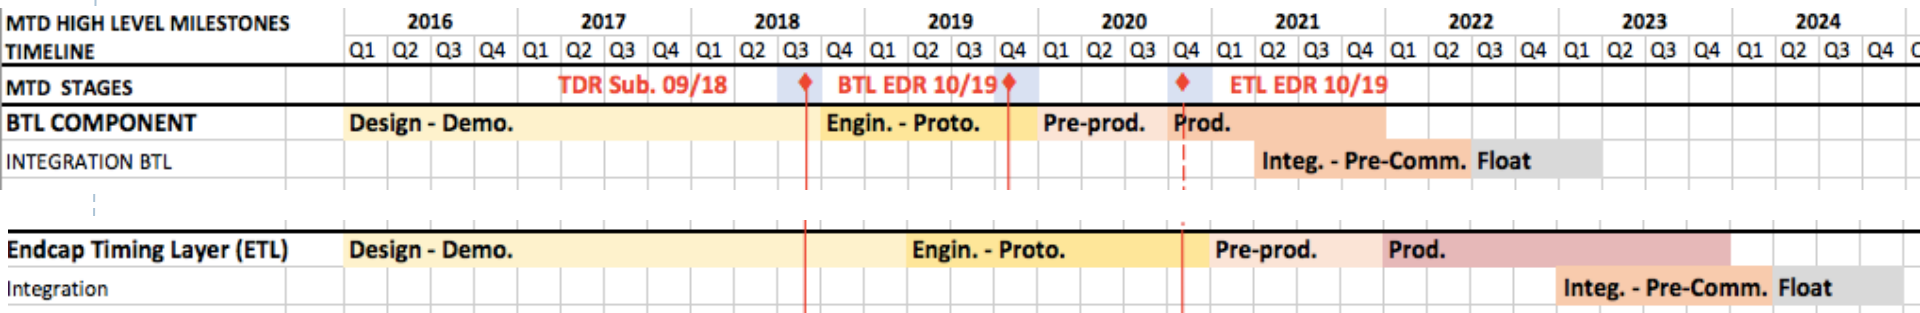 MTD HIGH LEVEL MILESTONES 2016 2017 2018 2019 2020 2021 2022 2023 2024
TIMELINE Q1 Q2 Q3 Q4 Q1 Q2 Q3 Q4 Q1 Q2 Q3 Q4 Q1 Q2 Q3 Q4 Q1 Q2 Q3 Q4 Q1 Q2 Q3 Q4 Q1 Q2 Q3 Q4 Q1 Q2 Q3 Q4 Q1 Q2 Q3 Q4
MTD STAGES TDR Sub. 09/18 BTL EDR 10/19 ETL EDR 10/19
BTL COMPONENT Design - Demo. Engin. - Proto. Pre-prod. Prod.
INTEGRATION BTL Integ. - Pre-Comm. Float
Endcap Timing Layer (ETL) Design - Demo. Engin. - Proto. Pre-prod. Prod.
Integration Integ. - Pre-Comm. Float